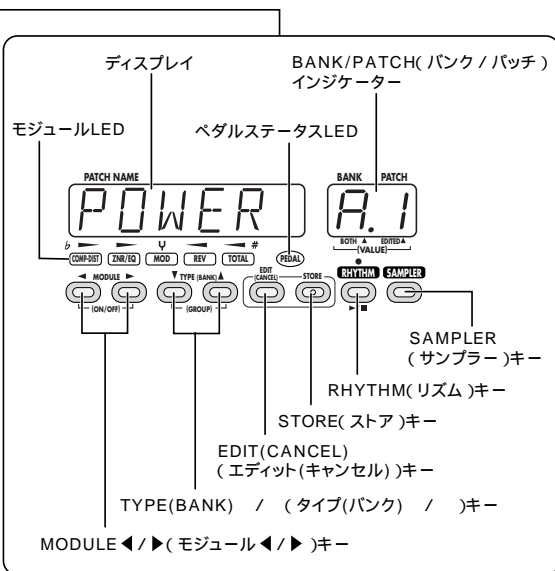 ディスプレイ
BANK/PATCH(バンク/パッチ)
インジケーター
モジュールLED
ペダルステータスLED
PATCH NAME
BANK PATCH
POWER
A.1
BOTH ▲ EDITED▲
(VALUE)
♭ # 
COMP-DIST ZNR/EQ MOD REV TOTAL PEDAL
◄ MODULE ► ▼ TYPE (BANK) ▲ EDIT (CANCEL) STORE ● RHYTHM SAMPLER
(ON/OFF) (GROUP) ► ■
SAMPLER
(サンプラー)キー
RHYTHM(リズム)キー
STORE(ストア)キー
EDIT(CANCEL)
(エディット(キャンセル))キー
TYPE(BANK) / (タイプ(バンク) / )キー
MODULE◄/►(モジュール◄/►)キー